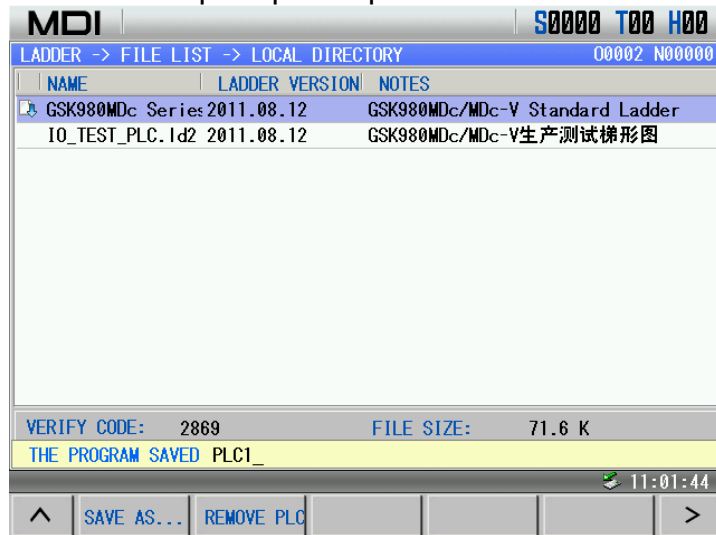 MDI S0000 T00 H00
LADDER -> FILE LIST -> LOCAL DIRECTORY O0002 N00000
NAME LADDER VERSION NOTES
GSK980MDc Series 2011.08.12 GSK980MDc/MDc-V Standard Ladder
IO_TEST_PLC.ld2 2011.08.12 GSK980MDc/MDc-V生产测试梯形图
VERIFY CODE: 2869 FILE SIZE: 71.6 K
THE PROGRAM SAVED PLC1_
11:01:44
^ SAVE AS... REMOVE PLC >